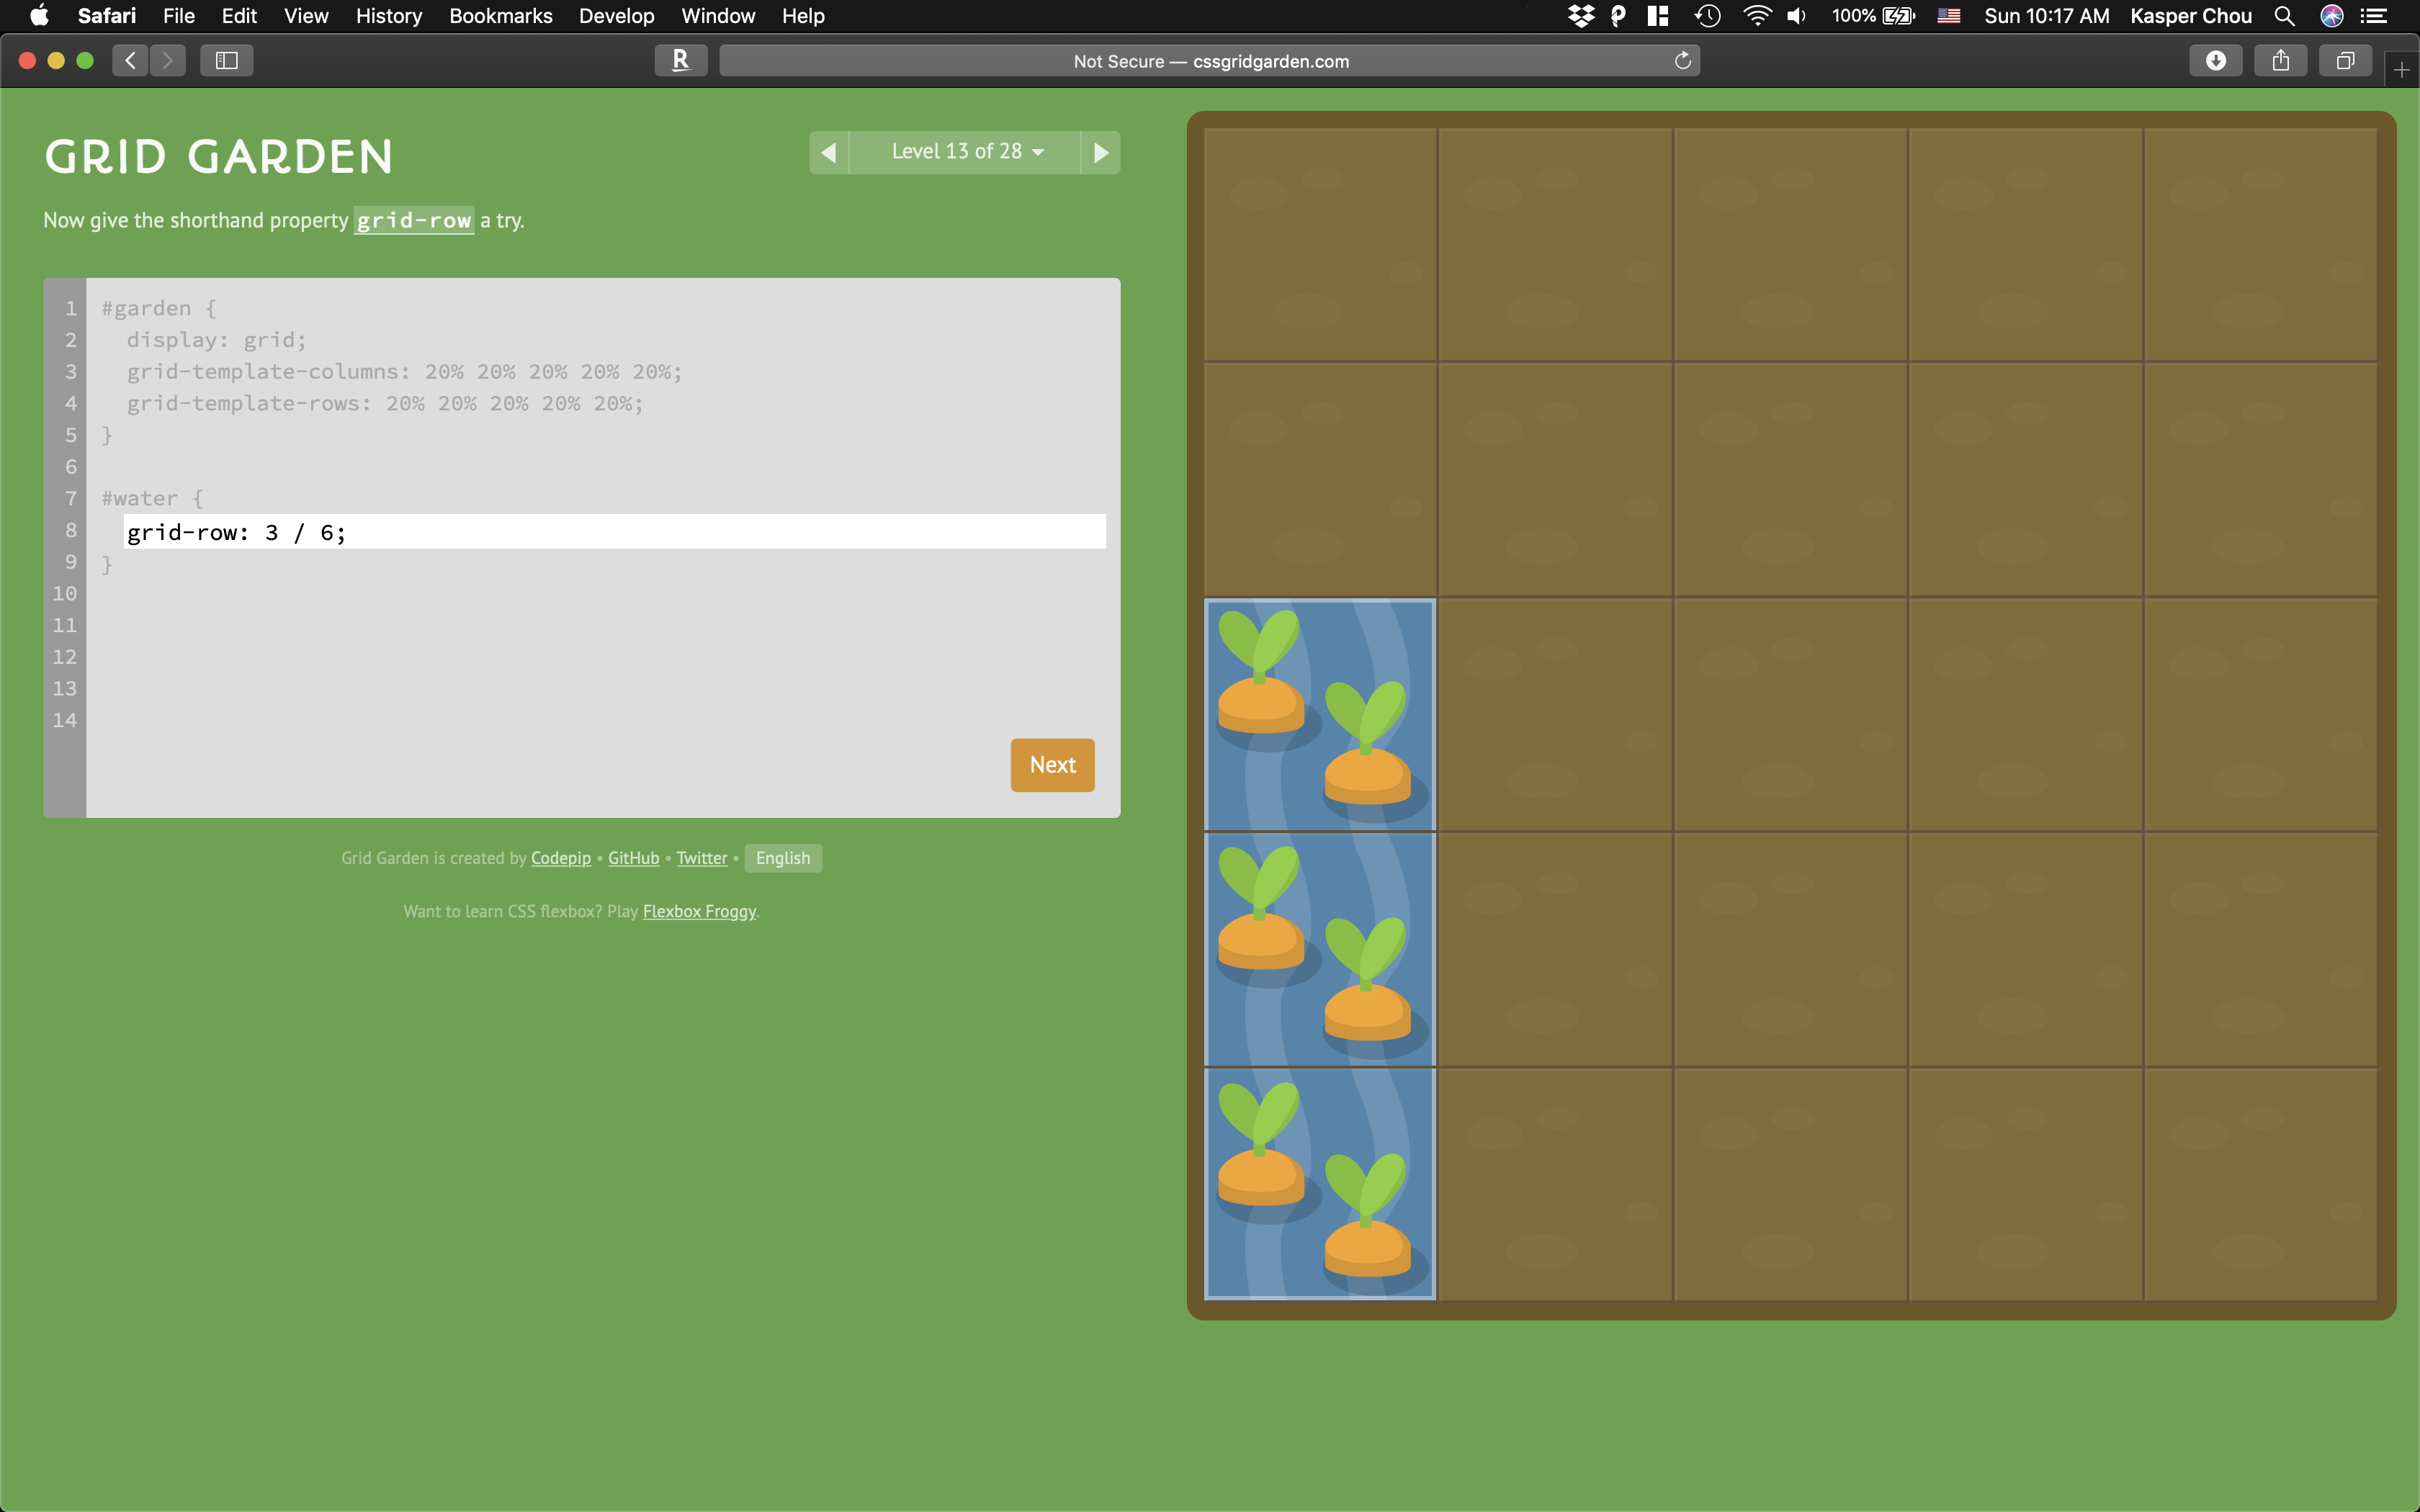 Safari File Edit View History Bookmarks Develop Window Help 100% Sun 10:17 AM Kasper Chou
R Not Secure — cssgridgarden.com
GRID GARDEN
Level 13 of 28
Now give the shorthand property grid-row a try.
1 #garden {
2 display: grid;
3 grid-template-columns: 20% 20% 20% 20% 20%;
4 grid-template-rows: 20% 20% 20% 20% 20%;
5 }
6
7 #water {
8 grid-row: 3 / 6;
9 }
10
11
12
13
14
Next
Grid Garden is created by Codepip • GitHub • Twitter • English
Want to learn CSS flexbox? Play Flexbox Froggy.